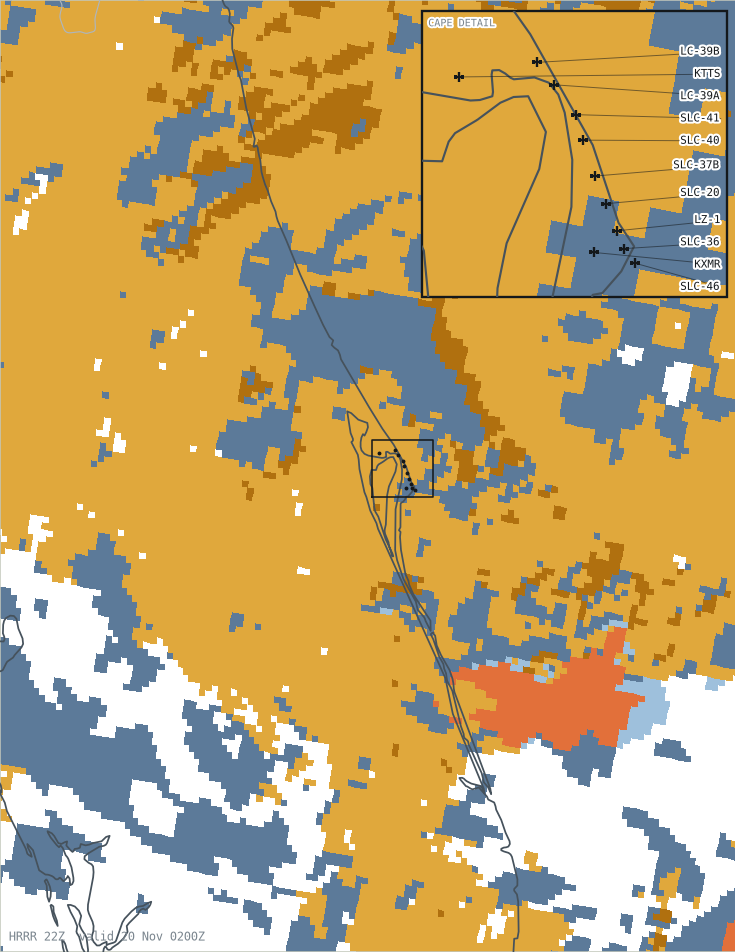 CAPE DETAIL
LC-39B
KTTS
LC-39A
SLC-41
SLC-40
SLC-37B
SLC-20
LZ-1
SLC-36
KXMR
SLC-46
HRRR 22Z  valid 20 Nov 0200Z